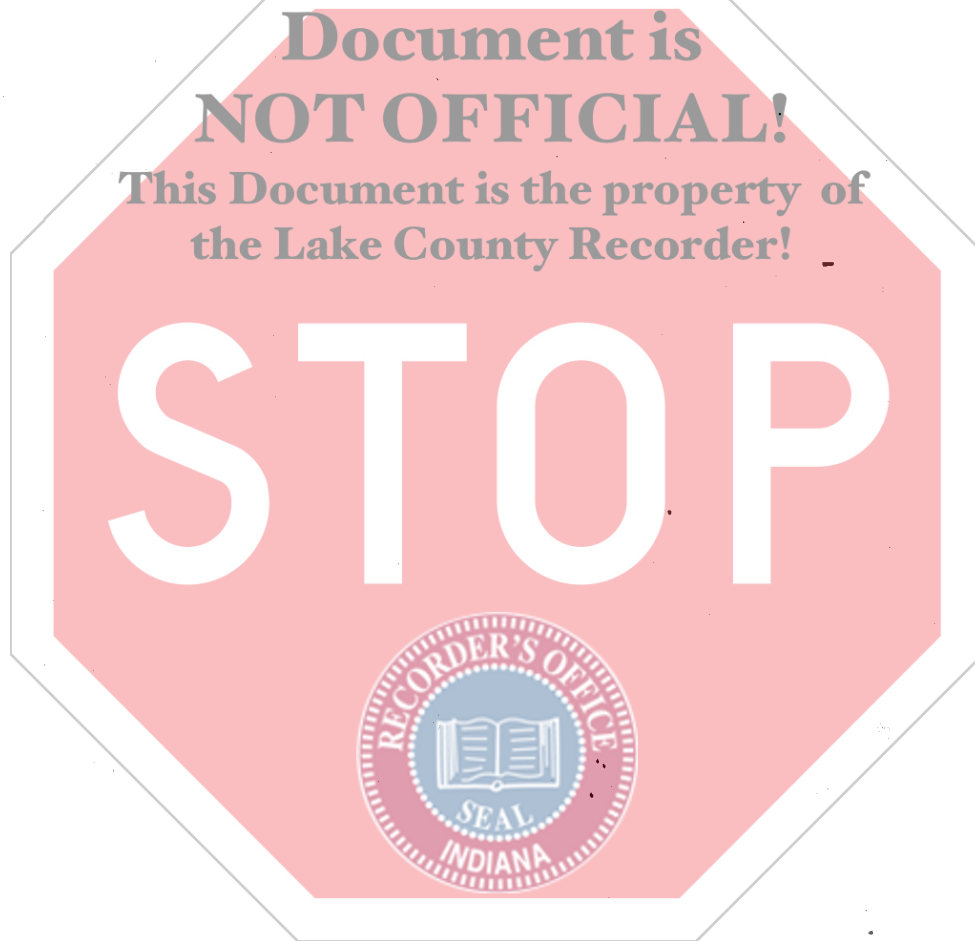 Document is
NOT OFFICIAL!
This Document is the property of
the Lake County Recorder!
STOP
RECORDER'S OFFICE
SEAL
INDIANA